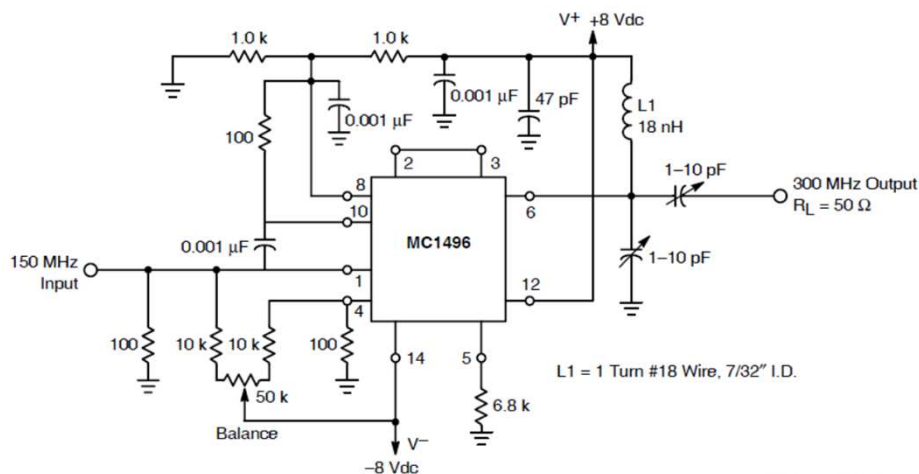 V+ +8 Vdc
1.0 k
1.0 k
0.001 µF
0.001 µF
47 pF
L1
18 nH
100
2
3
1–10 pF
8
6
300 MHz Output
RL = 50 Ω
10
MC1496
0.001 µF
150 MHz
Input
1
1–10 pF
12
4
100
10 k
10 k
100
14
5
L1 = 1 Turn #18 Wire, 7/32″ I.D.
50 k
6.8 k
Balance
V–
–8 Vdc